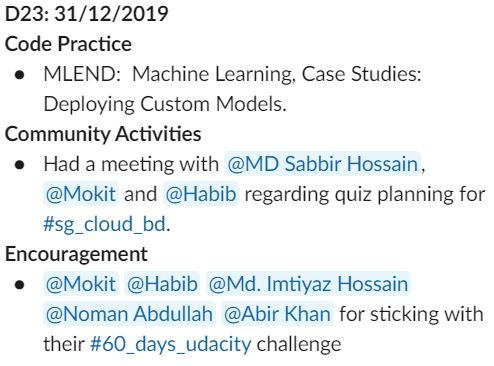 D23: 31/12/2019
Code Practice
● MLEND: Machine Learning, Case Studies:
Deploying Custom Models.
Community Activities
● Had a meeting with @MD Sabbir Hossain,
@Mokit and @Habib regarding quiz planning for
#sg_cloud_bd.
Encouragement
● @Mokit @Habib @Md. Imtiyaz Hossain
@Noman Abdullah @Abir Khan for sticking with
their #60_days_udacity challenge